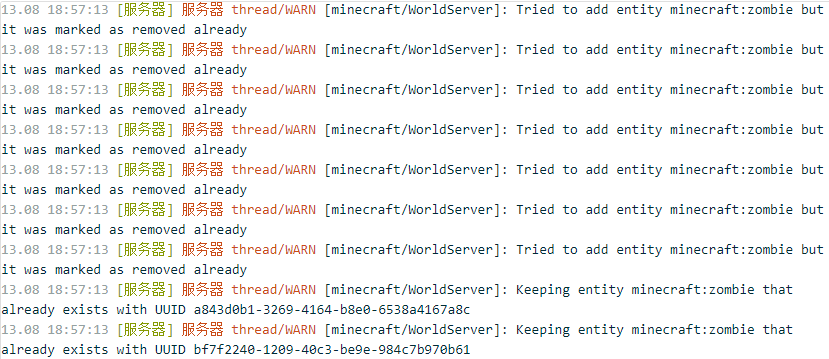 13.08 18:57:13 [服务器] 服务器 thread/WARN [minecraft/WorldServer]: Tried to add entity minecraft:zombie but
it was marked as removed already
13.08 18:57:13 [服务器] 服务器 thread/WARN [minecraft/WorldServer]: Tried to add entity minecraft:zombie but
it was marked as removed already
13.08 18:57:13 [服务器] 服务器 thread/WARN [minecraft/WorldServer]: Tried to add entity minecraft:zombie but
it was marked as removed already
13.08 18:57:13 [服务器] 服务器 thread/WARN [minecraft/WorldServer]: Tried to add entity minecraft:zombie but
it was marked as removed already
13.08 18:57:13 [服务器] 服务器 thread/WARN [minecraft/WorldServer]: Tried to add entity minecraft:zombie but
it was marked as removed already
13.08 18:57:13 [服务器] 服务器 thread/WARN [minecraft/WorldServer]: Tried to add entity minecraft:zombie but
it was marked as removed already
13.08 18:57:13 [服务器] 服务器 thread/WARN [minecraft/WorldServer]: Tried to add entity minecraft:zombie but
it was marked as removed already
13.08 18:57:13 [服务器] 服务器 thread/WARN [minecraft/WorldServer]: Keeping entity minecraft:zombie that
already exists with UUID a843d0b1-3269-4164-b8e0-6538a4167a8c
13.08 18:57:13 [服务器] 服务器 thread/WARN [minecraft/WorldServer]: Keeping entity minecraft:zombie that
already exists with UUID bf7f2240-1209-40c3-be9e-984c7b970b61